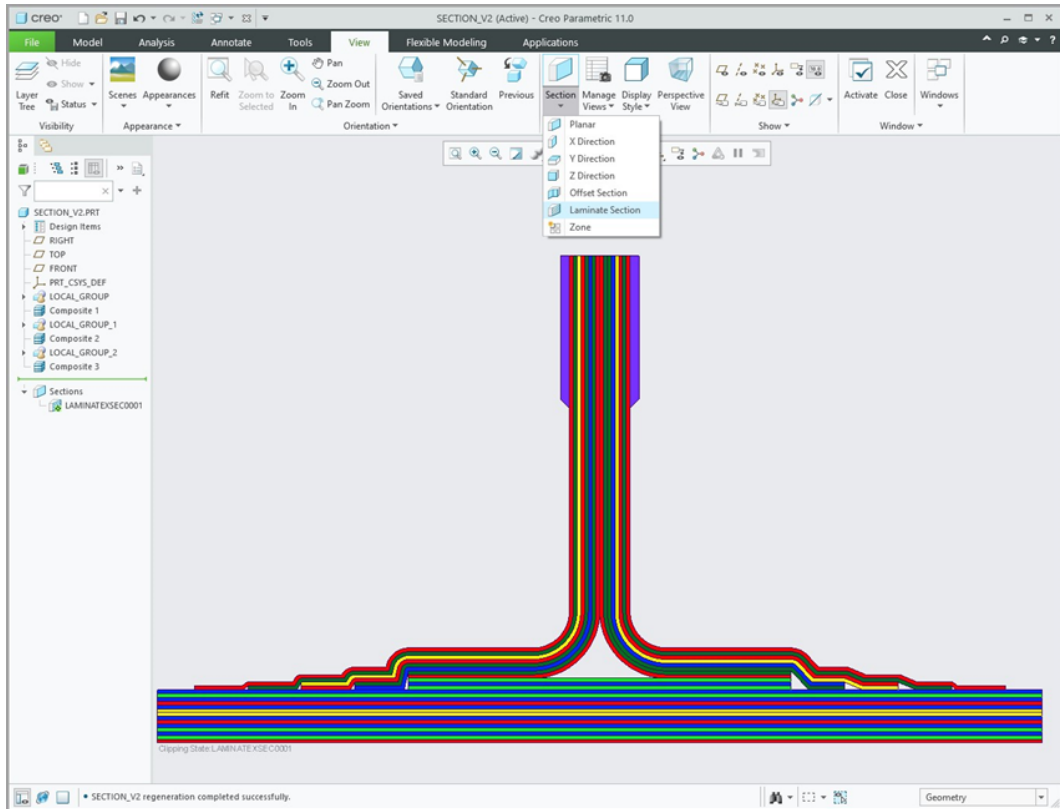 creo·
SECTION_V2 (Active) - Creo Parametric 11.0
File Model Analysis Annotate Tools View Flexible Modeling Applications
Layer Tree
Hide
Show
Status
Visibility
Scenes
Appearances
Appearance
Refit
Zoom to Selected
Zoom In
Pan
Zoom Out
Pan Zoom
Saved Orientations
Standard Orientation
Previous
Orientation
Section
Manage Views
Display Style
Perspective View
Show
Activate
Close
Windows
Window
Planar
X Direction
Y Direction
Z Direction
Offset Section
Laminate Section
Zone
SECTION_V2.PRT
Design Items
RIGHT
TOP
FRONT
PRT_CSYS_DEF
LOCAL_GROUP
Composite 1
LOCAL_GROUP_1
Composite 2
LOCAL_GROUP_2
Composite 3
Sections
LAMINATEXSEC0001
Clipping State:LAMINATEXSEC0001
• SECTION_V2 regeneration completed successfully.
Geometry